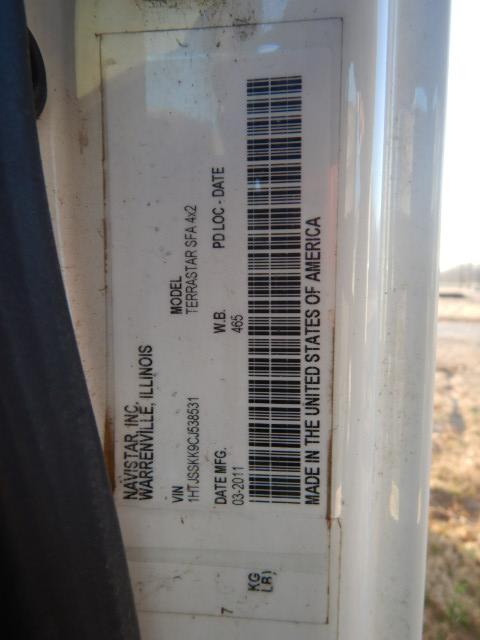 NAVISTAR, INC.
WARRENVILLE, ILLINOIS
VIN
1HTJSSKK9CJ538531
MODEL
TERRASTAR SFA 4x2
DATE MFG.
03-2011
W.B.
465
PD LOC - DATE
MADE IN THE UNITED STATES OF AMERICA
7
KG
LB)